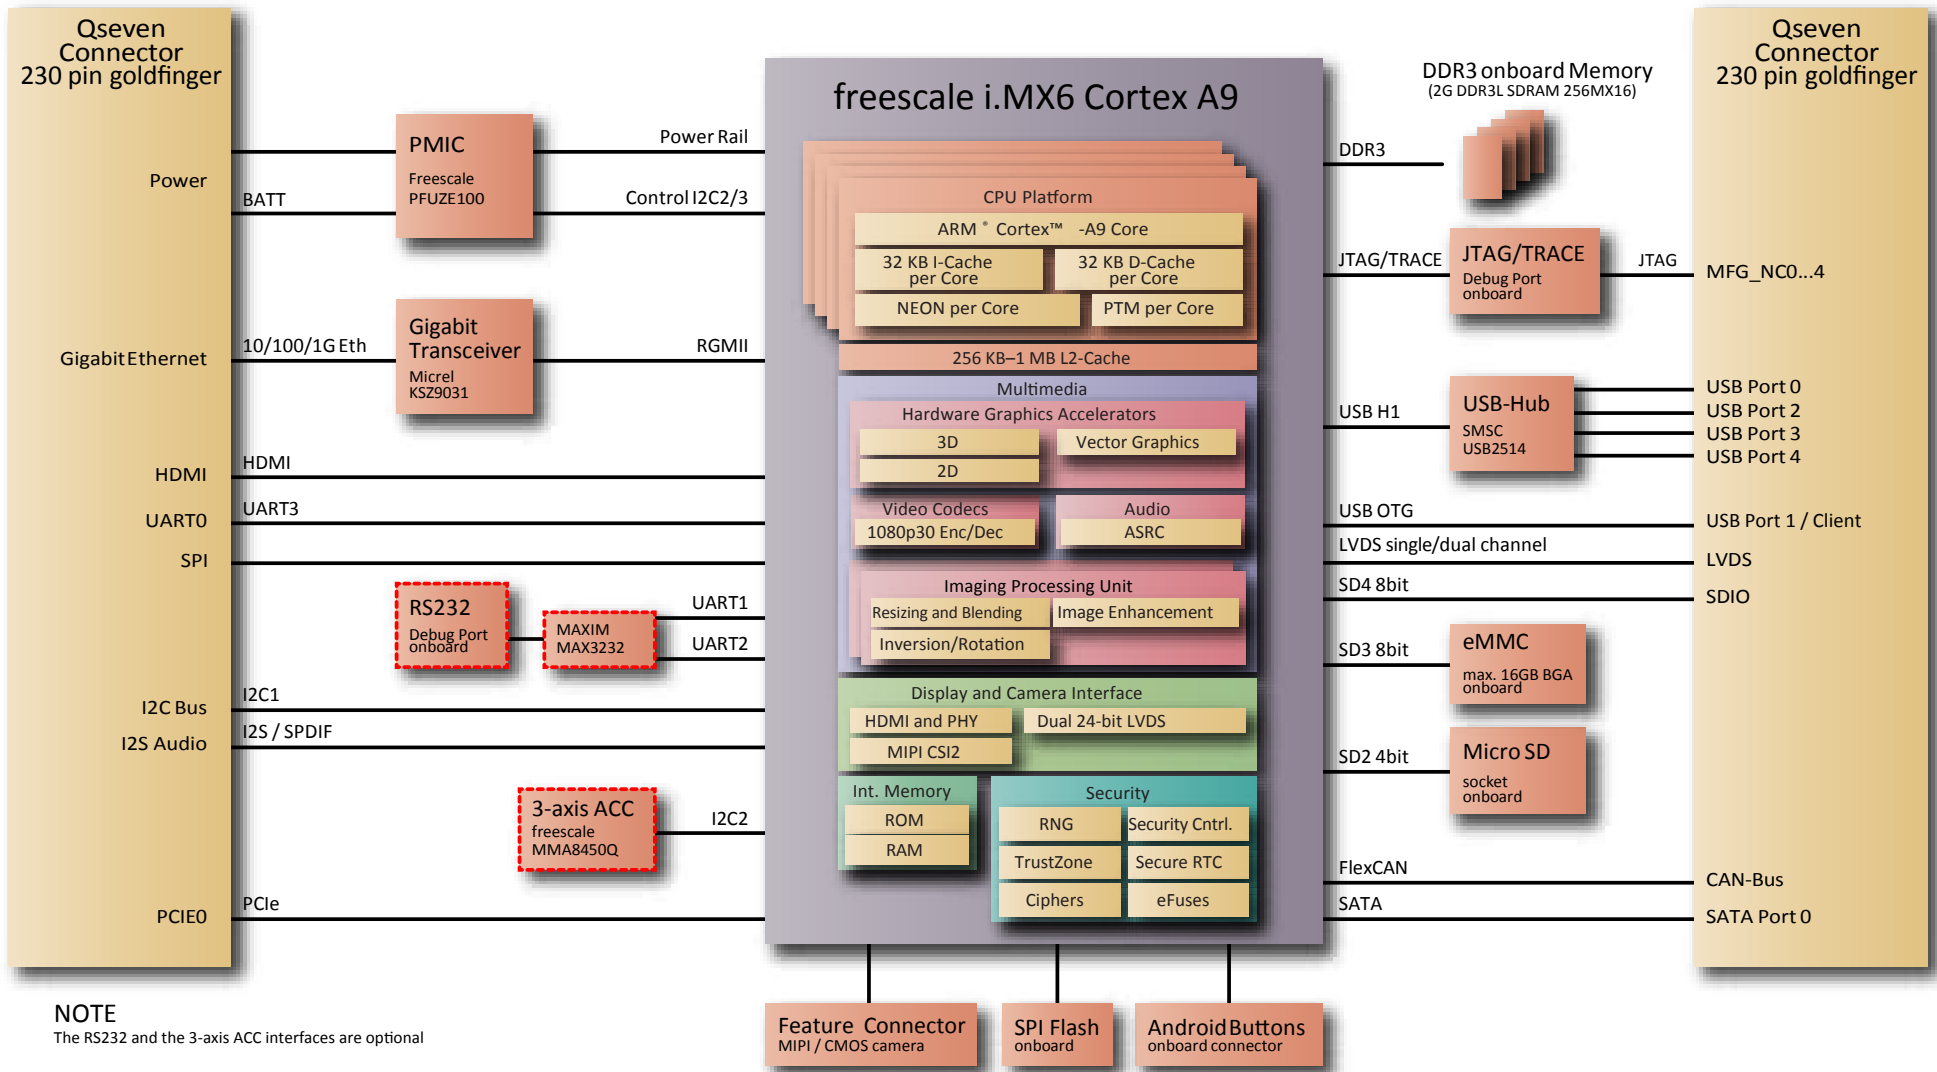 Qseven
Connector
230 pin goldfinger
Power
BATT
Gigabit Ethernet
10/100/1G Eth
HDMI
HDMI
UART0
UART3
SPI
I2C Bus
I2C1
I2S Audio
I2S / SPDIF
PCIE0
PCIe
PMIC
Freescale
PFUZE100
Power Rail
Control I2C2/3
Gigabit
Transceiver
Micrel
KSZ9031
RGMII
RS232
Debug Port
onboard
MAXIM
MAX3232
UART1
UART2
3-axis ACC
freescale
MMA8450Q
I2C2
freescale i.MX6 Cortex A9
CPU Platform
ARM ® Cortex™ -A9 Core
32 KB I-Cache
per Core
32 KB D-Cache
per Core
NEON per Core
PTM per Core
256 KB–1 MB L2-Cache
Multimedia
Hardware Graphics Accelerators
3D
Vector Graphics
2D
Video Codecs
1080p30 Enc/Dec
Audio
ASRC
Imaging Processing Unit
Resizing and Blending
Image Enhancement
Inversion/Rotation
Display and Camera Interface
HDMI and PHY
Dual 24-bit LVDS
MIPI CSI2
Int. Memory
ROM
RAM
Security
RNG
Security Cntrl.
TrustZone
Secure RTC
Ciphers
eFuses
DDR3 onboard Memory
(2G DDR3L SDRAM 256MX16)
DDR3
JTAG/TRACE
JTAG/TRACE
Debug Port
onboard
JTAG
USB H1
USB-Hub
SMSC
USB2514
USB OTG
LVDS single/dual channel
SD4 8bit
SD3 8bit
eMMC
max. 16GB BGA
onboard
SD2 4bit
Micro SD
socket
onboard
FlexCAN
SATA
Qseven
Connector
230 pin goldfinger
MFG_NC0...4
USB Port 0
USB Port 2
USB Port 3
USB Port 4
USB Port 1 / Client
LVDS
SDIO
CAN-Bus
SATA Port 0
Feature Connector
MIPI / CMOS camera
SPI Flash
onboard
Android Buttons
onboard connector
NOTE
The RS232 and the 3-axis ACC interfaces are optional